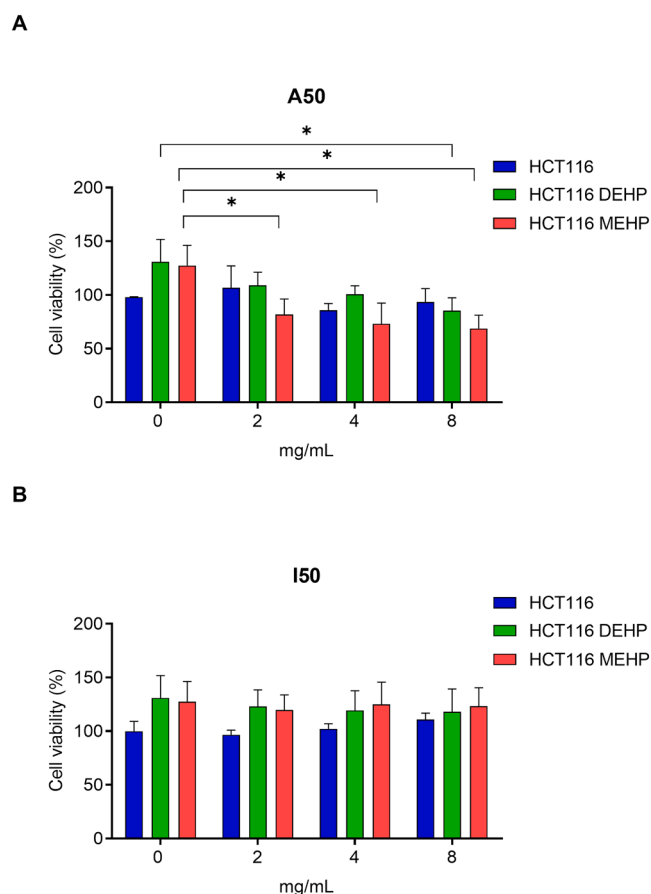 A
A50
*
*
*
*
HCT116
HCT116 DEHP
HCT116 MEHP
200
150
100
50
0
Cell viability (%)
0 2 4 8
mg/mL
B
I50
HCT116
HCT116 DEHP
HCT116 MEHP
200
150
100
50
0
Cell viability (%)
0 2 4 8
mg/mL